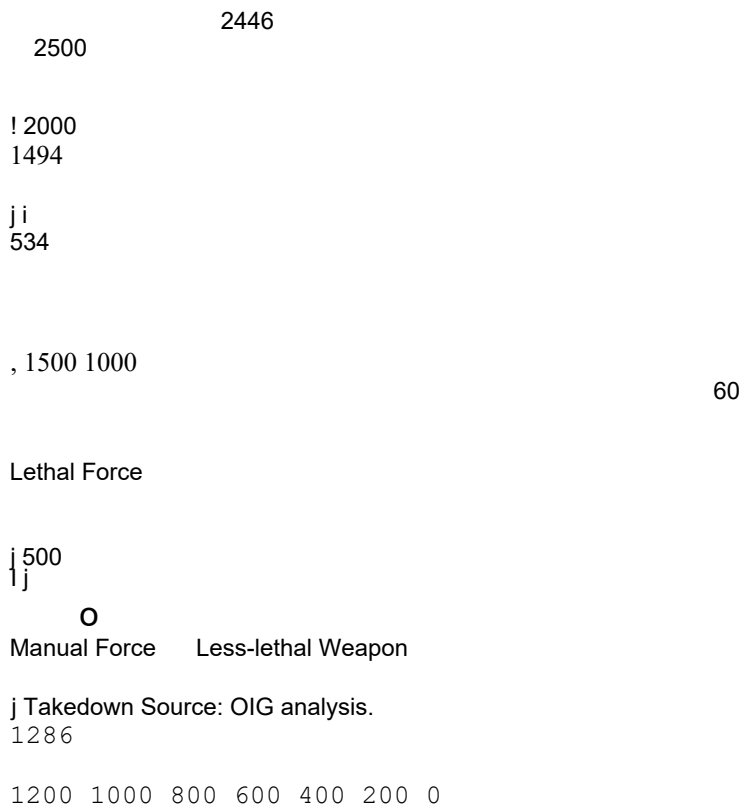 2446
2500
! 2000
1494
j i
534
, 1500 1000
60
Lethal Force
j 500
l j
O
Manual Force Less-lethal Weapon
j Takedown Source: OIG analysis.
1286
1200 1000 800 600 400 200 0